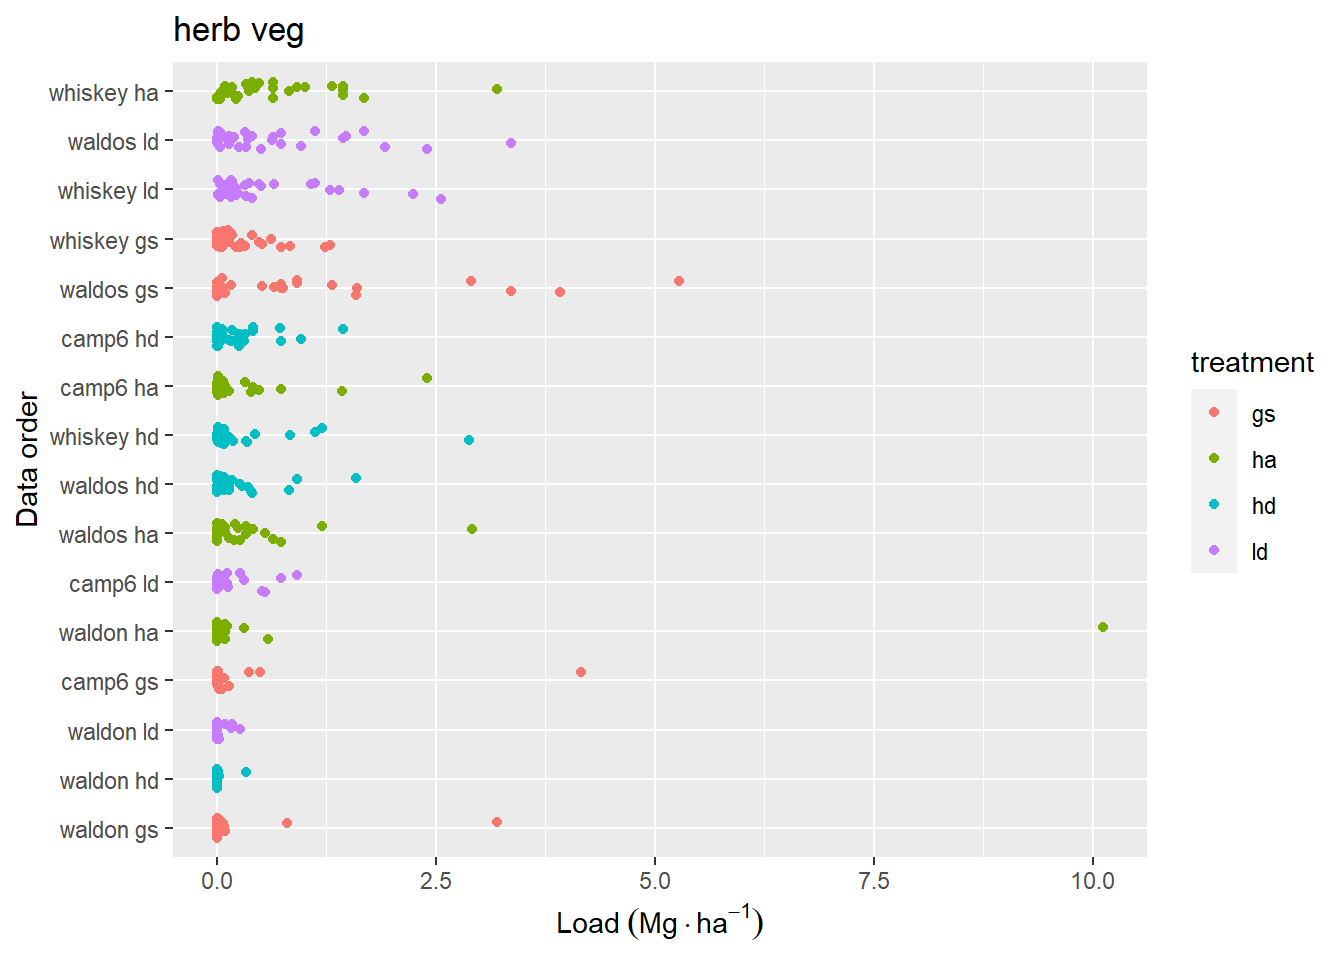 herb veg
whiskey ha
waldos ld
whiskey ld
whiskey gs
waldos gs
camp6 hd
camp6 ha
whiskey hd
waldos hd
waldos ha
camp6 ld
waldon ha
camp6 gs
waldon ld
waldon hd
waldon gs
Data order
0.0 2.5 5.0 7.5 10.0
Load (Mg · ha⁻¹)
treatment
gs
ha
hd
ld